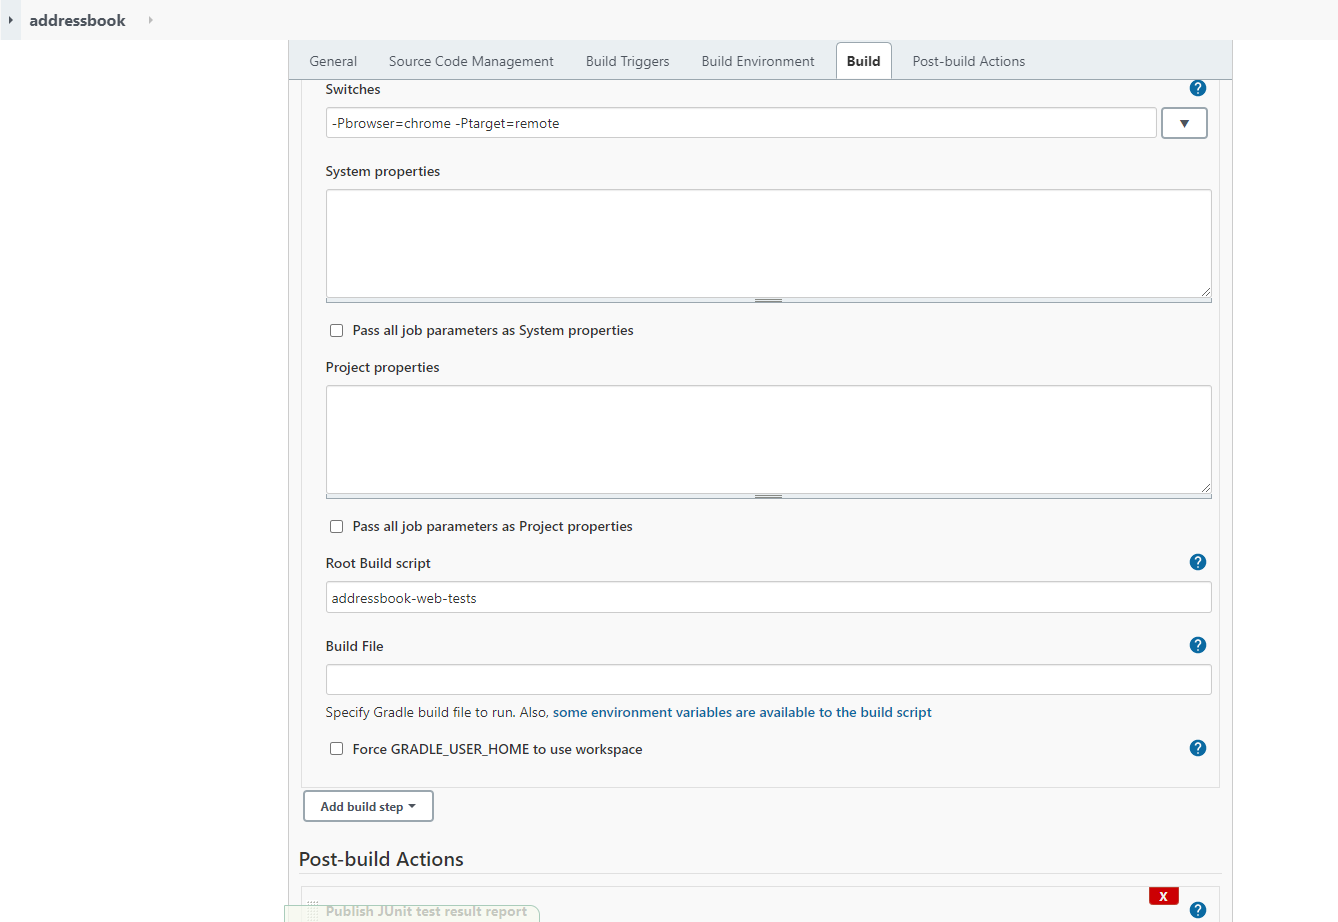 addressbook
General Source Code Management Build Triggers Build Environment Build Post-build Actions
Switches
-Pbrowser=chrome -Ptarget=remote
System properties
Pass all job parameters as System properties
Project properties
Pass all job parameters as Project properties
Root Build script
addressbook-web-tests
Build File
Specify Gradle build file to run. Also, some environment variables are available to the build script
Force GRADLE_USER_HOME to use workspace
Add build step
Post-build Actions
X
Publish JUnit test result report